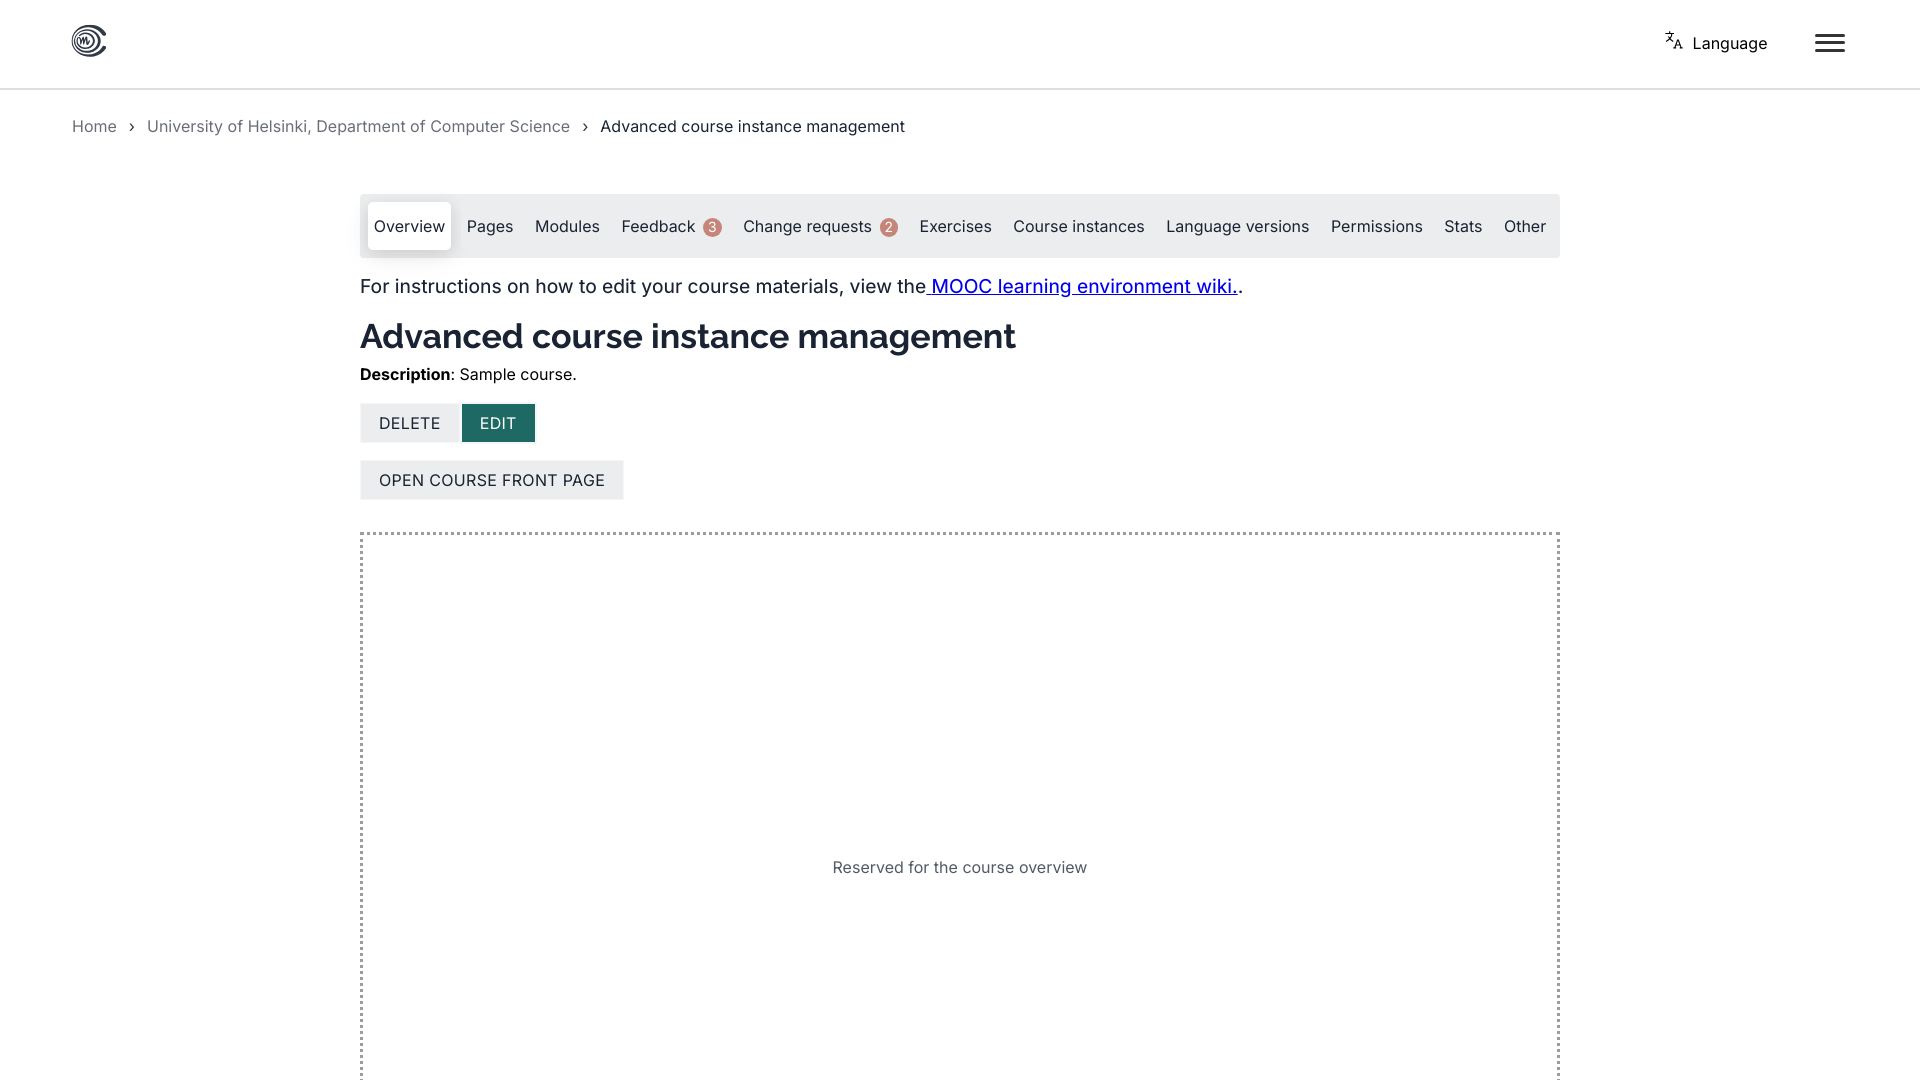 Language
Home › University of Helsinki, Department of Computer Science › Advanced course instance management
Overview Pages Modules Feedback 3 Change requests 2 Exercises Course instances Language versions Permissions Stats Other
For instructions on how to edit your course materials, view the MOOC learning environment wiki..
Advanced course instance management
Description: Sample course.
DELETE EDIT
OPEN COURSE FRONT PAGE
Reserved for the course overview